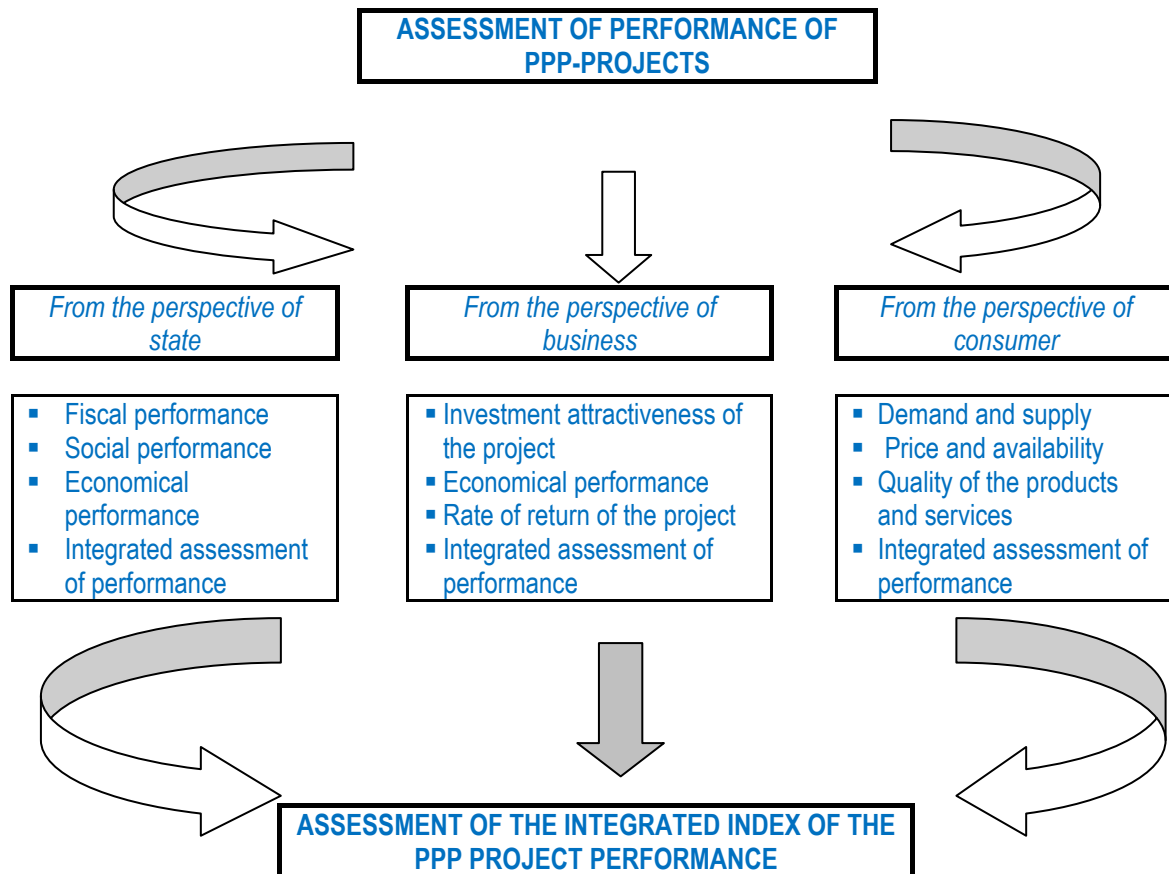 ASSESSMENT OF PERFORMANCE OF
PPP-PROJECTS
From the perspective of
state
From the perspective of
business
From the perspective of
consumer
▪ Fiscal performance
▪ Social performance
▪ Economical
performance
▪ Integrated assessment
of performance
▪ Investment attractiveness of
the project
▪ Economical performance
▪ Rate of return of the project
▪ Integrated assessment of
performance
▪ Demand and supply
▪ Price and availability
▪ Quality of the products
and services
▪ Integrated assessment of
performance
ASSESSMENT OF THE INTEGRATED INDEX OF THE
PPP PROJECT PERFORMANCE